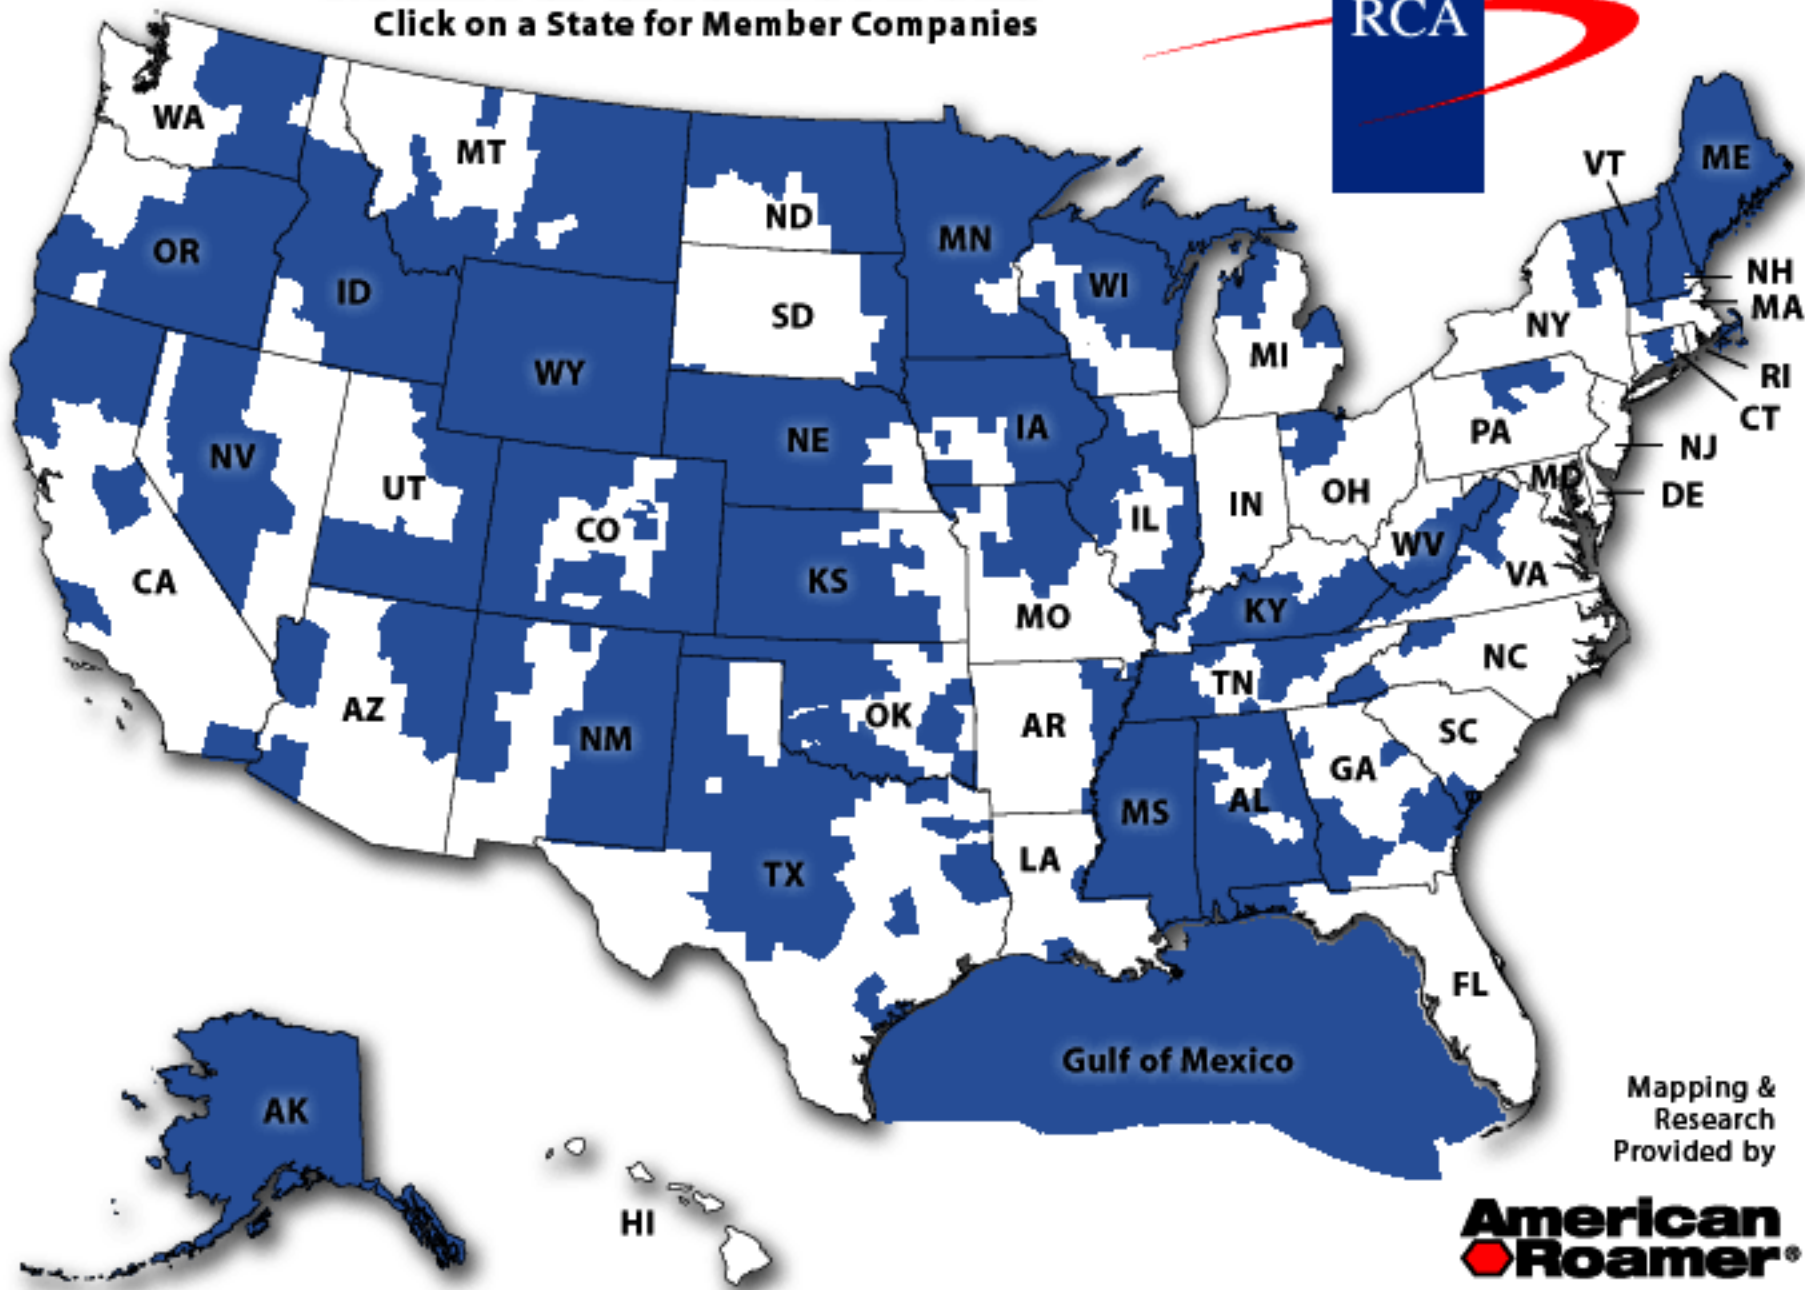 Click on a State for Member Companies
RCA
WA
MT
ND
MN
VT
ME
OR
ID
SD
WI
NH
MA
WY
MI
NY
RI
CT
NV
NE
IA
PA
NJ
UT
CO
IL
IN
OH
MD
DE
CA
KS
MO
KY
WV
VA
AZ
NM
OK
AR
TN
NC
SC
TX
LA
MS
AL
GA
FL
Gulf of Mexico
AK
HI
Mapping &
Research
Provided by
American
Roamer®